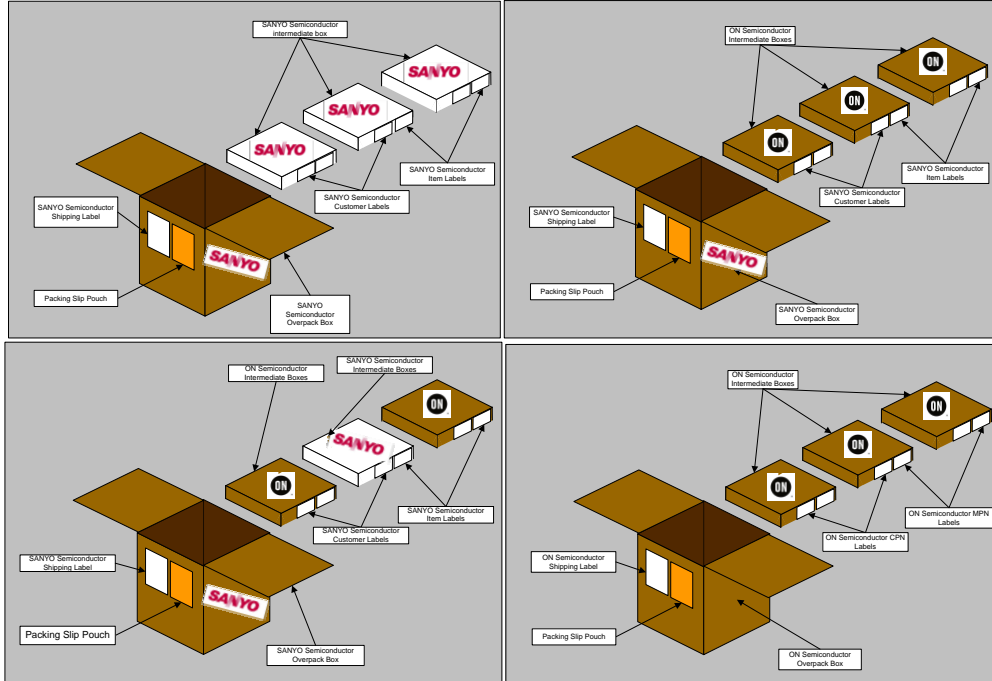 SANYO Semiconductor
intermediate box
SANYO
SANYO
SANYO
SANYO Semiconductor
Item Labels
SANYO Semiconductor
Customer Labels
SANYO Semiconductor
Shipping Label
SANYO
Packing Slip Pouch
SANYO
Semiconductor
Overpack Box
ON Semiconductor
Intermediate Boxes
ON
ON
ON
SANYO Semiconductor
Item Labels
SANYO Semiconductor
Customer Labels
SANYO Semiconductor
Shipping Label
SANYO
Packing Slip Pouch
SANYO Semiconductor
Overpack Box
ON Semiconductor
Intermediate Boxes
SANYO Semiconductor
Intermediate Boxes
ON
SANYO
ON
SANYO Semiconductor
Item Labels
SANYO Semiconductor
Customer Labels
SANYO Semiconductor
Shipping Label
SANYO
Packing Slip Pouch
SANYO Semiconductor
Overpack Box
ON Semiconductor
Intermediate Boxes
ON
ON
ON
ON Semiconductor MPN
Labels
ON Semiconductor CPN
Labels
ON Semiconductor
Shipping Label
Packing Slip Pouch
ON Semiconductor
Overpack Box